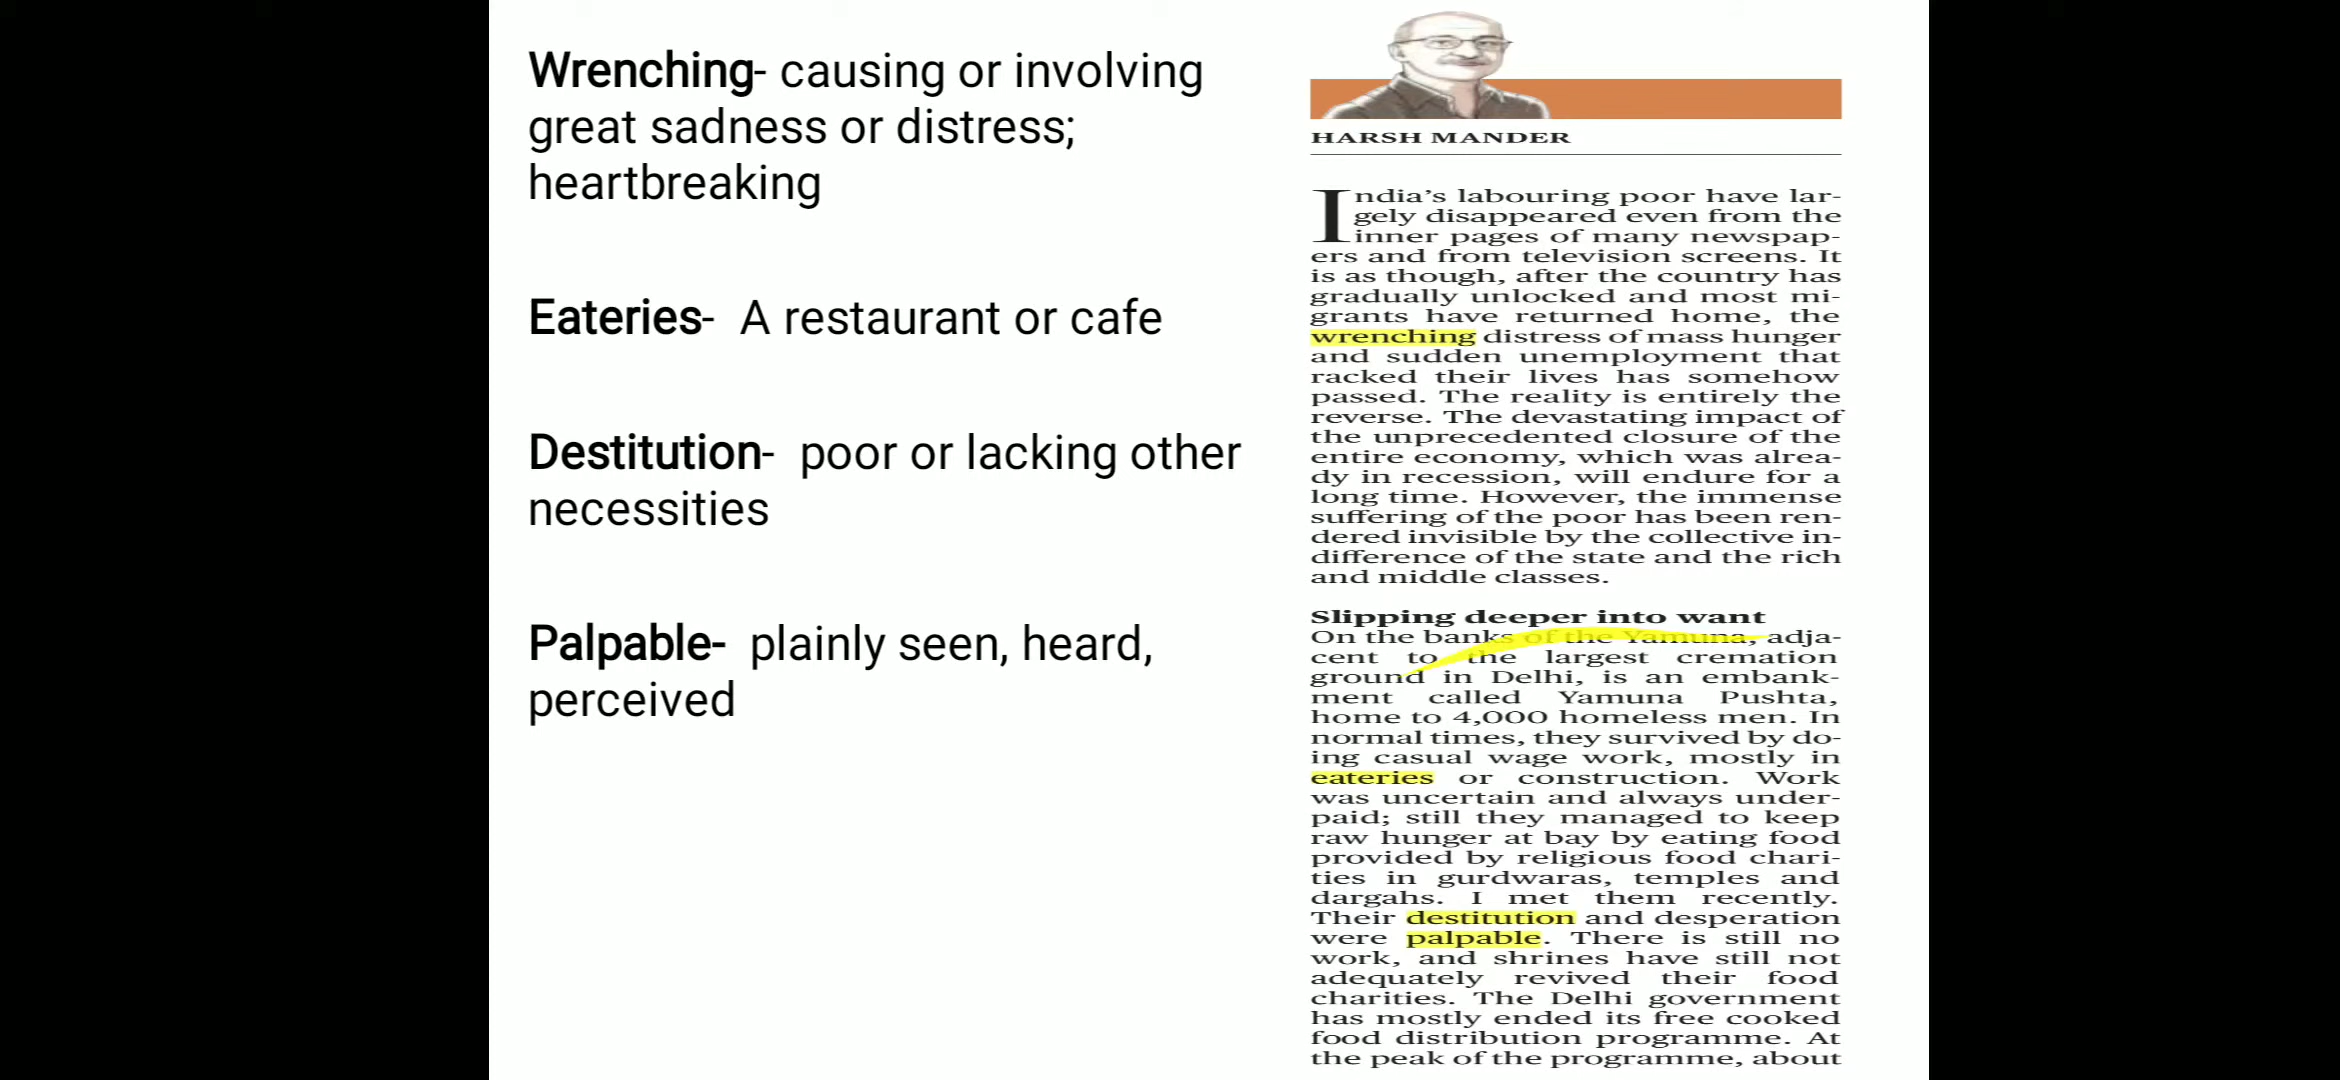 Wrenching- causing or involving
great sadness or distress;
heartbreaking
Eateries-  A restaurant or cafe
Destitution-  poor or lacking other
necessities
Palpable-  plainly seen, heard,
perceived
HARSH MANDER
India’s labouring poor have lar-
gely disappeared even from the
inner pages of many newspap-
ers and from television screens. It
is as though, after the country has
gradually unlocked and most mi-
grants have returned home, the
wrenching distress of mass hunger
and sudden unemployment that
racked their lives has somehow
passed. The reality is entirely the
reverse. The devastating impact of
the unprecedented closure of the
entire economy, which was alrea-
dy in recession, will endure for a
long time. However, the immense
suffering of the poor has been ren-
dered invisible by the collective in-
difference of the state and the rich
and middle classes.
Slipping deeper into want
On the banks of the Yamuna, adja-
cent to the largest cremation
ground in Delhi, is an embank-
ment called Yamuna Pushta,
home to 4,000 homeless men. In
normal times, they survived by do-
ing casual wage work, mostly in
eateries or construction. Work
was uncertain and always under-
paid; still they managed to keep
raw hunger at bay by eating food
provided by religious food chari-
ties in gurdwaras, temples and
dargahs. I met them recently.
Their destitution and desperation
were palpable. There is still no
work, and shrines have still not
adequately revived their food
charities. The Delhi government
has mostly ended its free cooked
food distribution programme. At
the peak of the programme, about